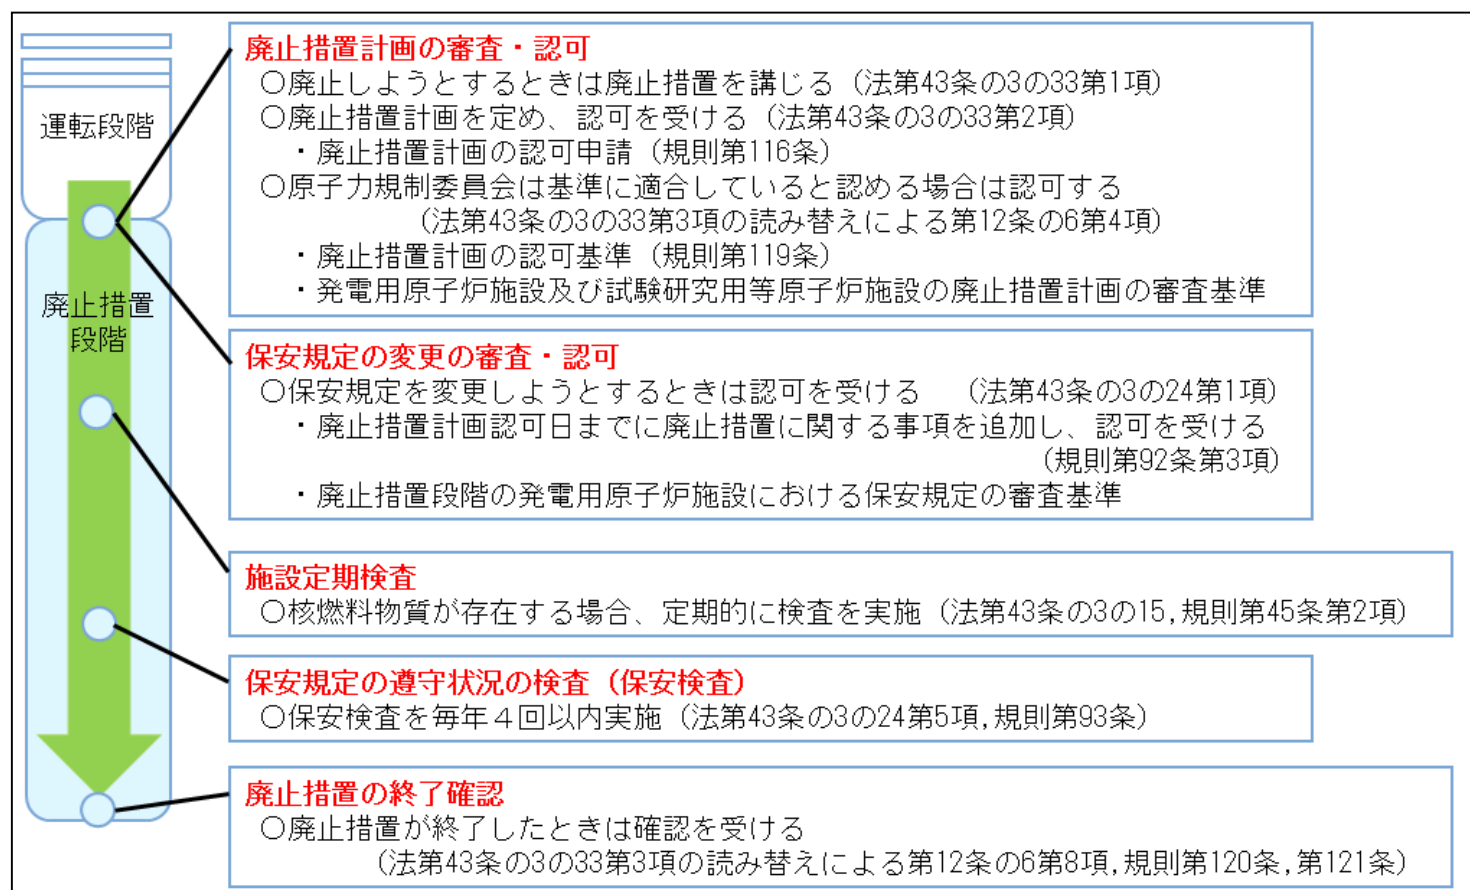 運転段階
廃止措置
段階
廃止措置計画の審査・認可
○廃止しようとするときは廃止措置を講じる（法第43条の3の33第1項）
○廃止措置計画を定め、認可を受ける（法第43条の3の33第2項）
・廃止措置計画の認可申請（規則第116条）
○原子力規制委員会は基準に適合していると認める場合は認可する
（法第43条の3の33第3項の読み替えによる第12条の6第4項）
・廃止措置計画の認可基準（規則第119条）
・発電用原子炉施設及び試験研究用等原子炉施設の廃止措置計画の審査基準
保安規定の変更の審査・認可
○保安規定を変更しようとするときは認可を受ける　（法第43条の3の24第1項）
・廃止措置計画認可日までに廃止措置に関する事項を追加し、認可を受ける
（規則第92条第3項）
・廃止措置段階の発電用原子炉施設における保安規定の審査基準
施設定期検査
○核燃料物質が存在する場合、定期的に検査を実施（法第43条の3の15,規則第45条第2項）
保安規定の遵守状況の検査（保安検査）
○保安検査を毎年４回以内実施（法第43条の3の24第5項,規則第93条）
廃止措置の終了確認
○廃止措置が終了したときは確認を受ける
（法第43条の3の33第3項の読み替えによる第12条の6第8項,規則第120条,第121条）